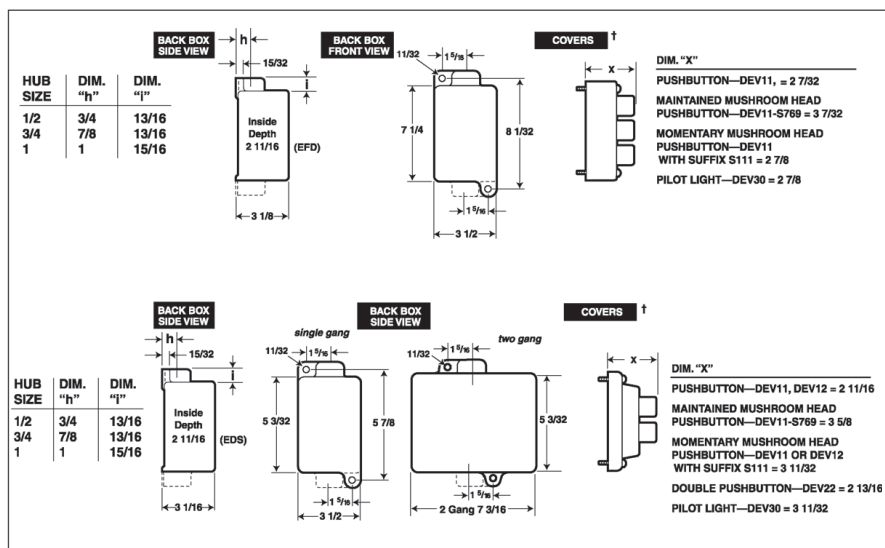 BACK BOX
SIDE VIEW
h
15/32
i
Inside
Depth
2 11/16
(EFD)
3 1/8
HUB SIZE DIM. “h” DIM. “i”
1/2 3/4 13/16
3/4 7/8 13/16
1 1 15/16
BACK BOX
FRONT VIEW
11/32
1 5/16
7 1/4
8 1/32
1 5/16
3 1/2
COVERS †
x
DIM. “X”
PUSHBUTTON—DEV11, = 2 7/32
MAINTAINED MUSHROOM HEAD
PUSHBUTTON—DEV11-S769 = 3 7/32
MOMENTARY MUSHROOM HEAD
PUSHBUTTON—DEV11
WITH SUFFIX S111 = 2 7/8
PILOT LIGHT—DEV30 = 2 7/8
BACK BOX
SIDE VIEW
h
15/32
i
Inside
Depth
2 11/16
(EDS)
3 1/16
HUB SIZE DIM. “h” DIM. “i”
1/2 3/4 13/16
3/4 7/8 13/16
1 1 15/16
BACK BOX
SIDE VIEW
single gang
11/32
1 5/16
5 3/32
5 7/8
1 5/16
3 1/2
two gang
11/32
1 5/16
5 3/32
1 5/16
2 Gang 7 3/16
COVERS †
x
DIM. “X”
PUSHBUTTON—DEV11, DEV12 = 2 11/16
MAINTAINED MUSHROOM HEAD
PUSHBUTTON—DEV11-S769 = 3 5/8
MOMENTARY MUSHROOM HEAD
PUSHBUTTON—DEV11 OR DEV12
WITH SUFFIX S111 = 3 11/32
DOUBLE PUSHBUTTON—DEV22 = 2 13/16
PILOT LIGHT—DEV30 = 3 11/32